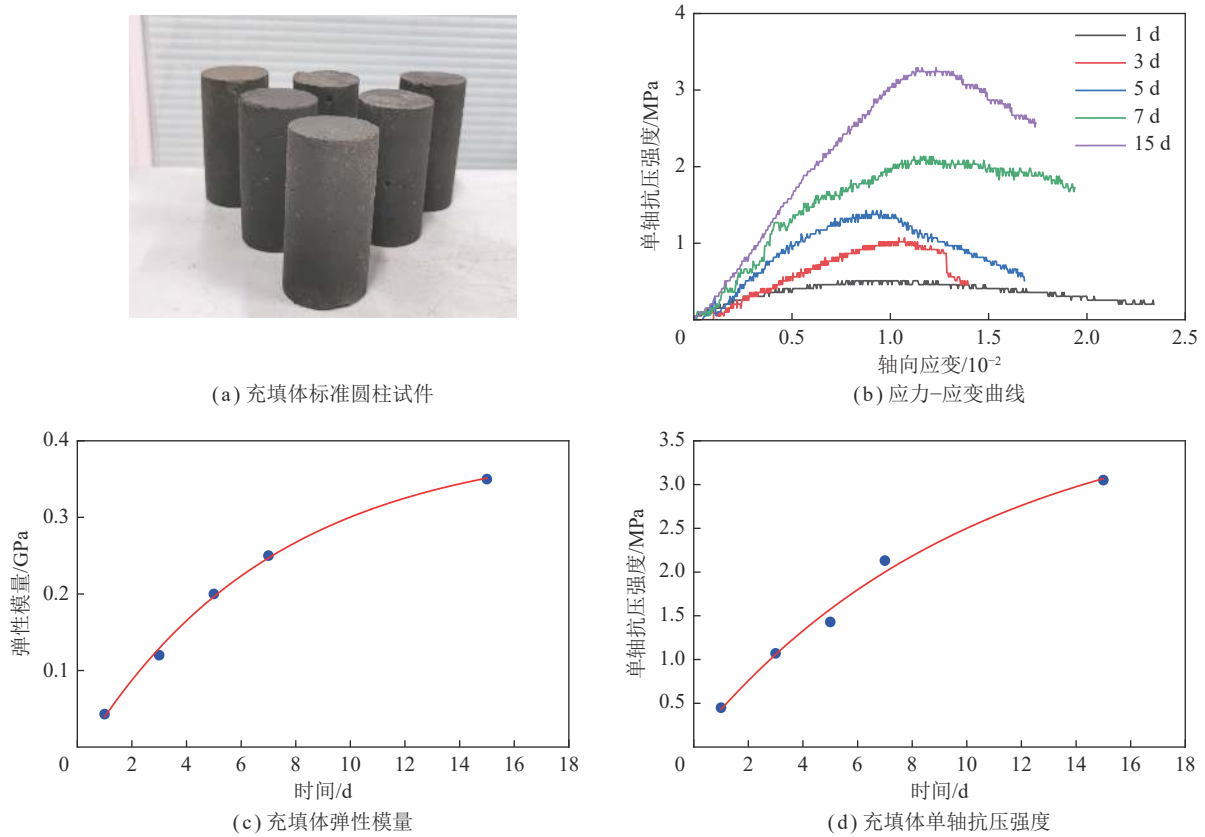 4
3
2
1
0
0.5
1.0
1.5
2.0
2.5
单轴抗压强度/MPa
轴向应变/10⁻²
1 d
3 d
5 d
7 d
15 d
(a) 充填体标准圆柱试件
(b) 应力−应变曲线
0.4
0.3
0.2
0.1
0
2
4
6
8
10
12
14
16
18
弹性模量/GPa
时间/d
(c) 充填体弹性模量
3.5
3.0
2.5
2.0
1.5
1.0
0.5
0
2
4
6
8
10
12
14
16
18
单轴抗压强度/MPa
时间/d
(d) 充填体单轴抗压强度